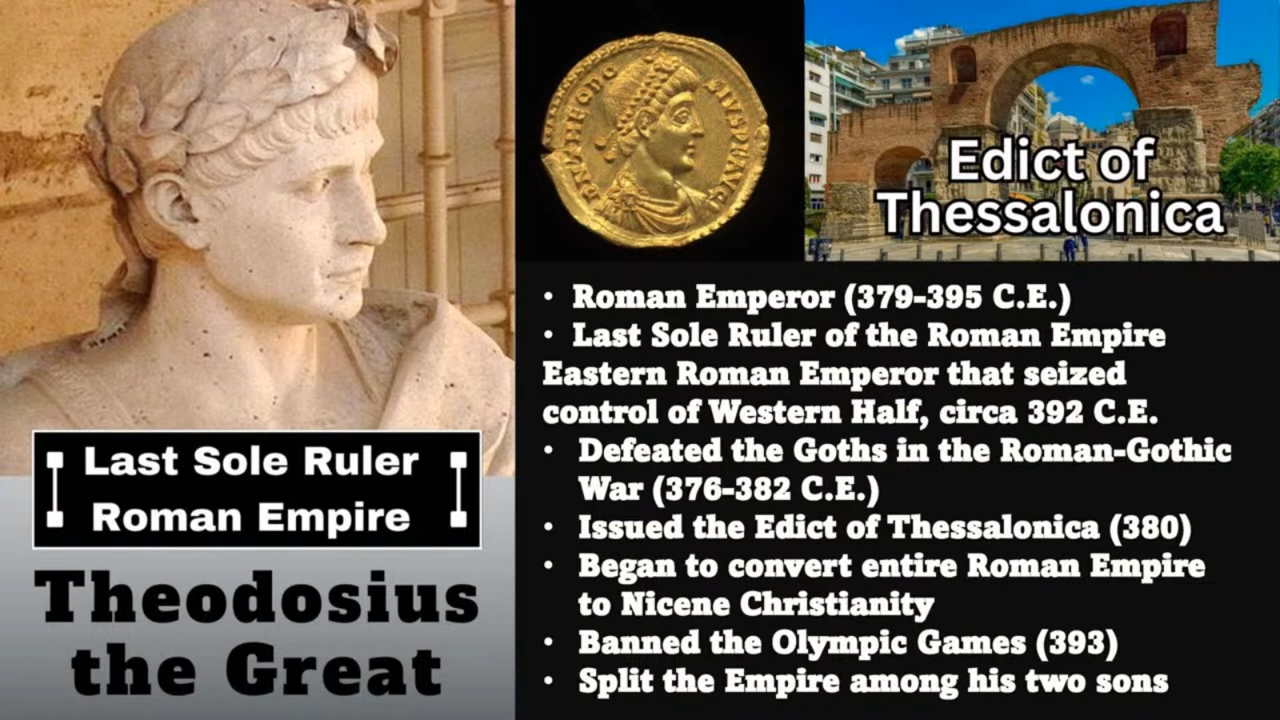 Edict of
Thessalonica
Last Sole Ruler
Roman Empire
Theodosius
the Great
• Roman Emperor (379-395 C.E.)
• Last Sole Ruler of the Roman Empire
Eastern Roman Emperor that seized
control of Western Half, circa 392 C.E.
• Defeated the Goths in the Roman-Gothic
War (376-382 C.E.)
• Issued the Edict of Thessalonica (380)
• Began to convert entire Roman Empire
to Nicene Christianity
• Banned the Olympic Games (393)
• Split the Empire among his two sons